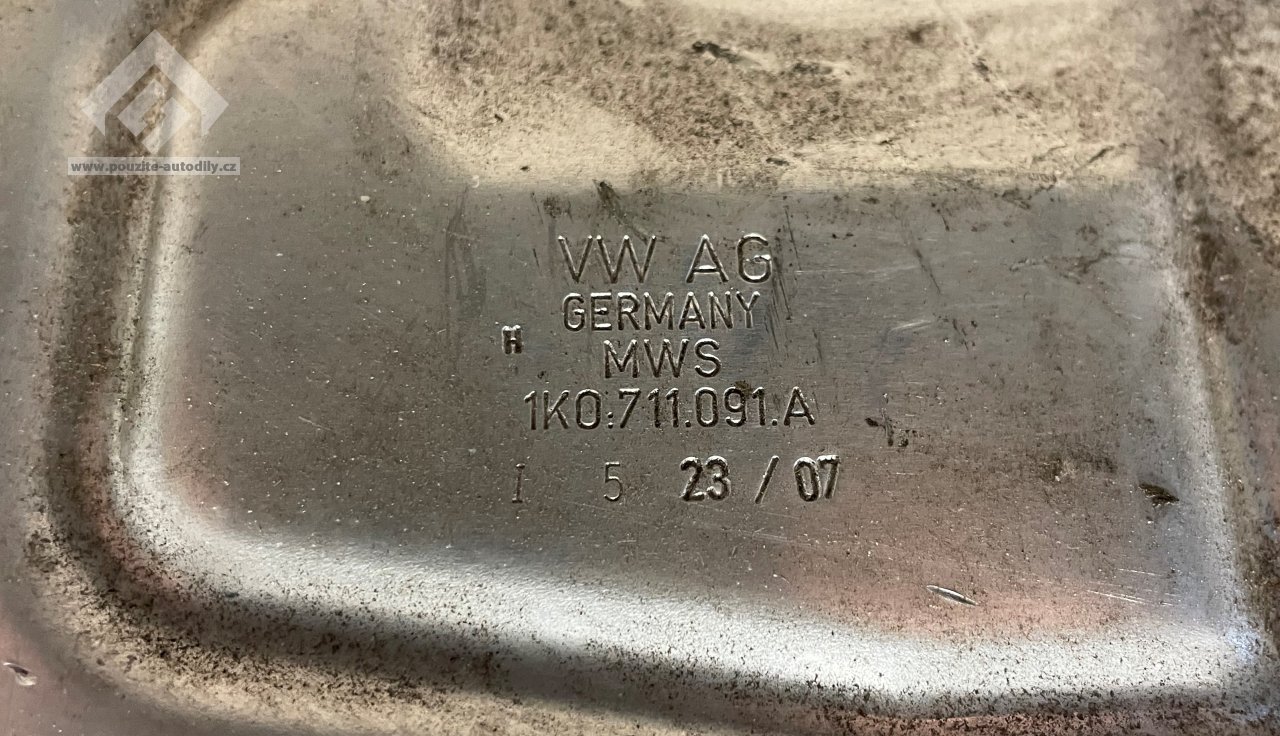 www.pouzite-autodily.cz
VW AG
GERMANY
H
MWS
1K0.711.091.A
I 5 23 / 07